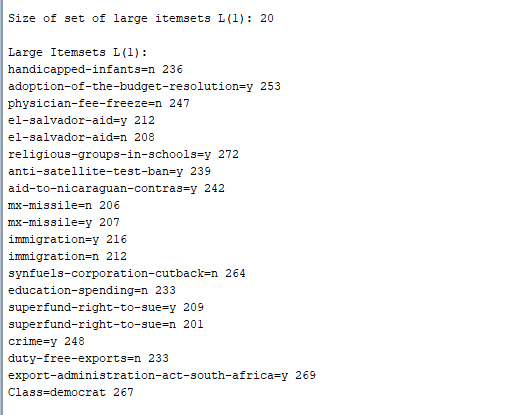 Size of set of large itemsets L(1): 20
Large Itemsets L(1):
handicapped-infants=n 236
adoption-of-the-budget-resolution=y 253
physician-fee-freeze=n 247
el-salvador-aid=y 212
el-salvador-aid=n 208
religious-groups-in-schools=y 272
anti-satellite-test-ban=y 239
aid-to-nicaraguan-contras=y 242
mx-missile=n 206
mx-missile=y 207
immigration=y 216
immigration=n 212
synfuels-corporation-cutback=n 264
education-spending=n 233
superfund-right-to-sue=y 209
superfund-right-to-sue=n 201
crime=y 248
duty-free-exports=n 233
export-administration-act-south-africa=y 269
Class=democrat 267